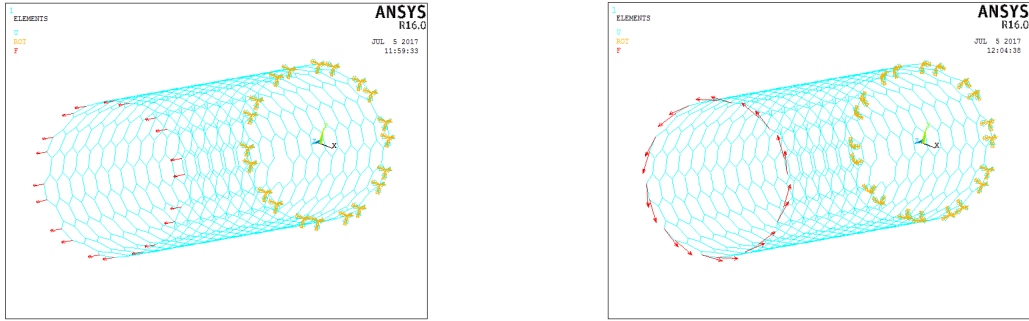 1
ELEMENTS
U
ROT
F
ANSYS
R16.0
JUL 5 2017
11:59:33
X
1
ELEMENTS
U
ROT
F
ANSYS
R16.0
JUL 5 2017
12:04:38
X